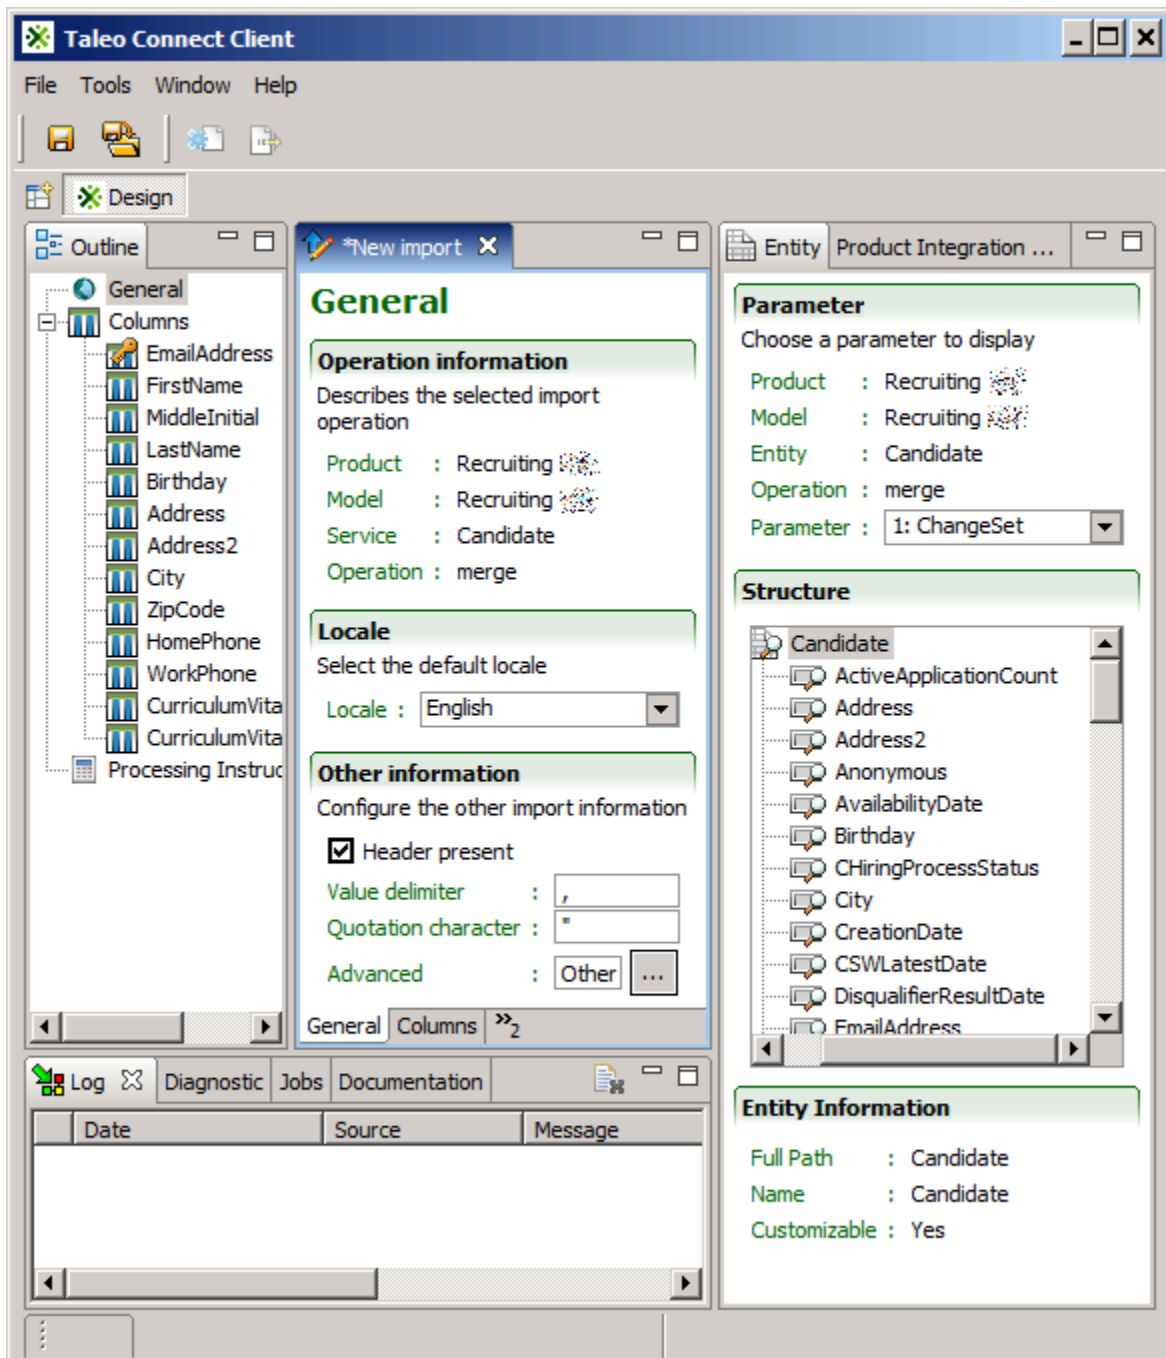 Taleo Connect Client
File Tools Window Help
Design
Outline
General
Columns
EmailAddress
FirstName
MiddleInitial
LastName
Birthday
Address
Address2
City
ZipCode
HomePhone
WorkPhone
CurriculumVita
CurriculumVita
Processing Instruc
*New import
General
Operation information
Describes the selected import
operation
Product : Recruiting
Model : Recruiting
Service : Candidate
Operation : merge
Locale
Select the default locale
Locale : English
Other information
Configure the other import information
Header present
Value delimiter : ,
Quotation character : "
Advanced : Other ...
General Columns »2
Entity Product Integration ...
Parameter
Choose a parameter to display
Product : Recruiting
Model : Recruiting
Entity : Candidate
Operation : merge
Parameter : 1: ChangeSet
Structure
Candidate
ActiveApplicationCount
Address
Address2
Anonymous
AvailabilityDate
Birthday
CHiringProcessStatus
City
CreationDate
CSWLatestDate
DisqualifierResultDate
EmailAddress
Entity Information
Full Path : Candidate
Name : Candidate
Customizable : Yes
Log Diagnostic Jobs Documentation
Date Source Message